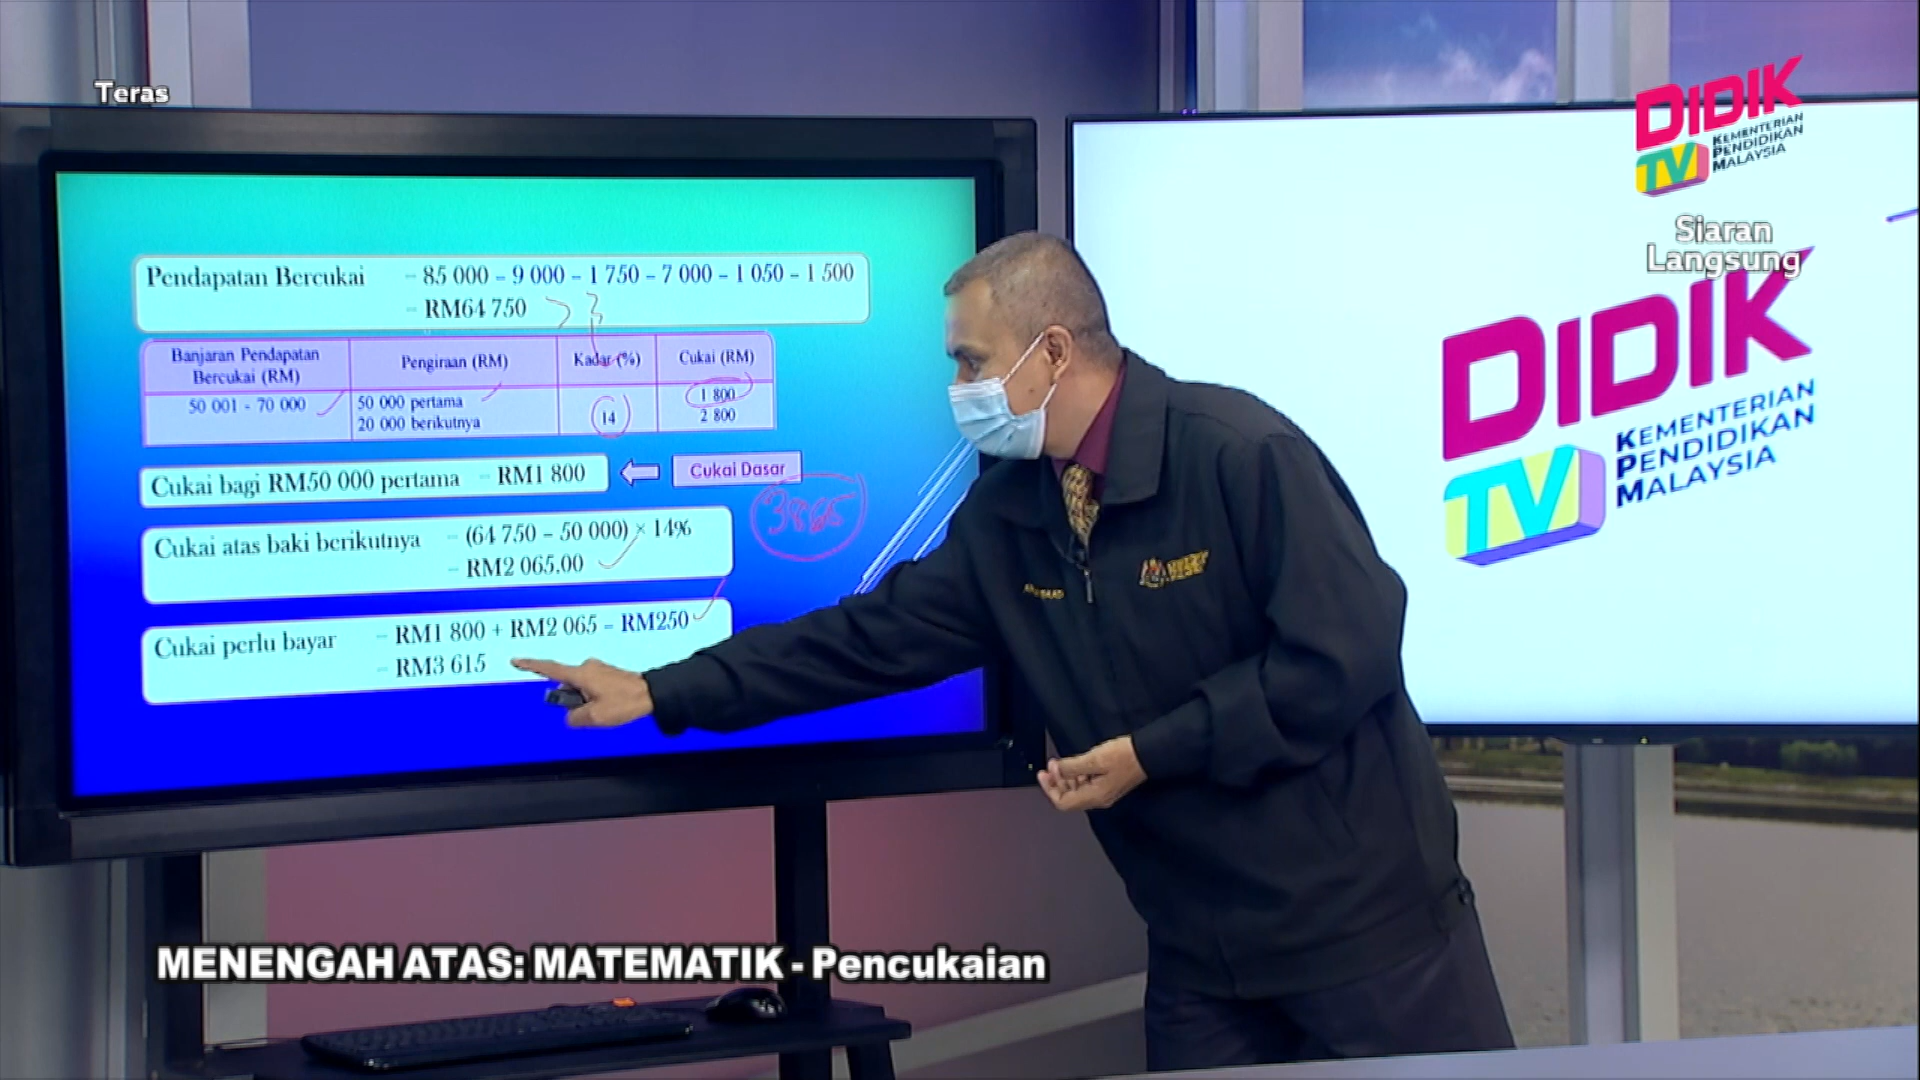 Teras
DIDIK
TV KEMENTERIAN
PENDIDIKAN
MALAYSIA
Siaran
Langsung
Pendapatan Bercukai = 85 000 – 9 000 – 1 750 – 7 000 – 1 050 – 1 500
= RM64 750
Banjaran Pendapatan
Bercukai (RM)
Pengiraan (RM)
Kadar (%)
Cukai (RM)
50 001 - 70 000
50 000 pertama
20 000 berikutnya
14
1 800
2 800
Cukai bagi RM50 000 pertama = RM1 800
Cukai Dasar
3865
Cukai atas baki berikutnya = (64 750 – 50 000) × 14%
= RM2 065.00
Cukai perlu bayar = RM1 800 + RM2 065 – RM250
= RM3 615
DIDIK
TV KEMENTERIAN
PENDIDIKAN
MALAYSIA
MENENGAH ATAS: MATEMATIK - Pencukaian